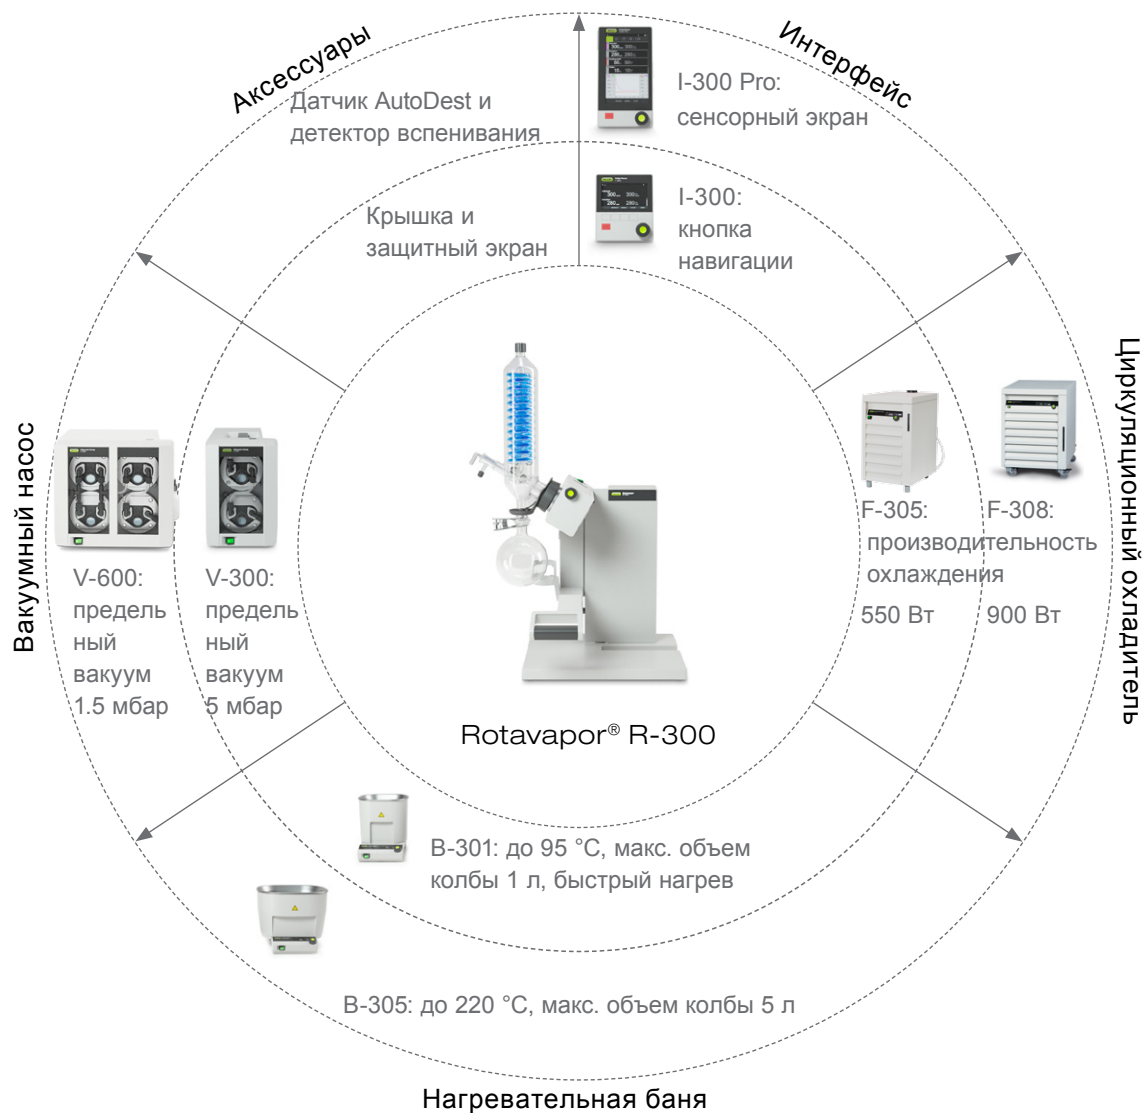 Аксессуары
Датчик AutoDest и
детектор вспенивания
Крышка и
защитный экран
Интерфейс
I-300 Pro:
сенсорный экран
I-300:
кнопка
навигации
Циркуляционный охладитель
F-305:
F-308:
производительность
охлаждения
550 Вт
900 Вт
Вакуумный насос
V-600:
предель
ный
вакуум
1.5 мбар
V-300:
предель
ный
вакуум
5 мбар
Rotavapor® R-300
B-301: до 95 °C, макс. объем
колбы 1 л, быстрый нагрев
B-305: до 220 °C, макс. объем колбы 5 л
Нагревательная баня